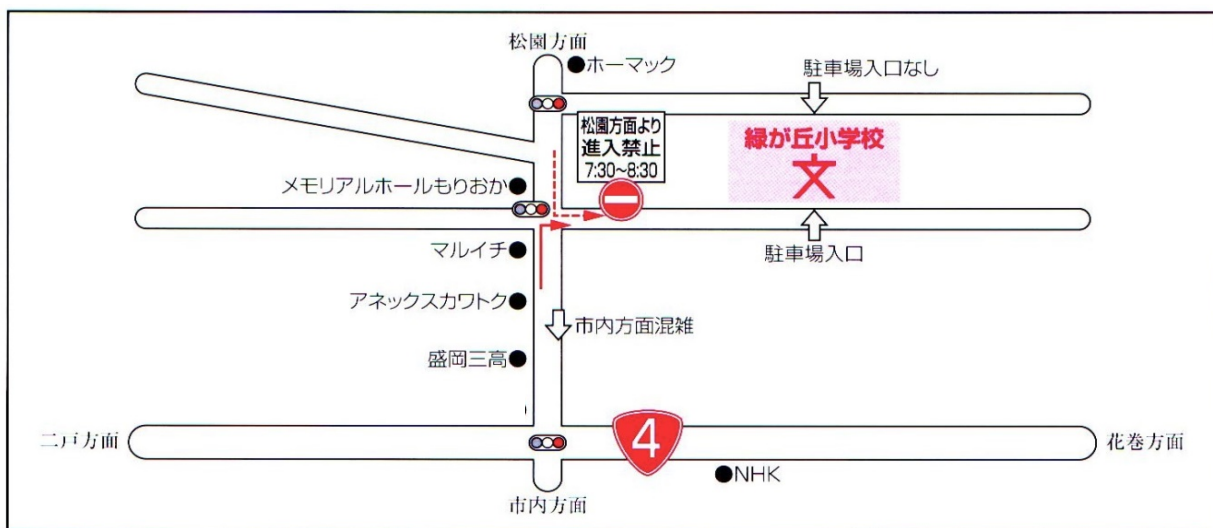 松園方面
●ホーマック
駐車場入口なし
松園方面より
進入禁止
7:30~8:30
緑が丘小学校
文
メモリアルホールもりおか●
マルイチ●
駐車場入口
アネックスカワトク●
市内方面混雑
盛岡三高●
二戸方面
4
花巻方面
●NHK
市内方面